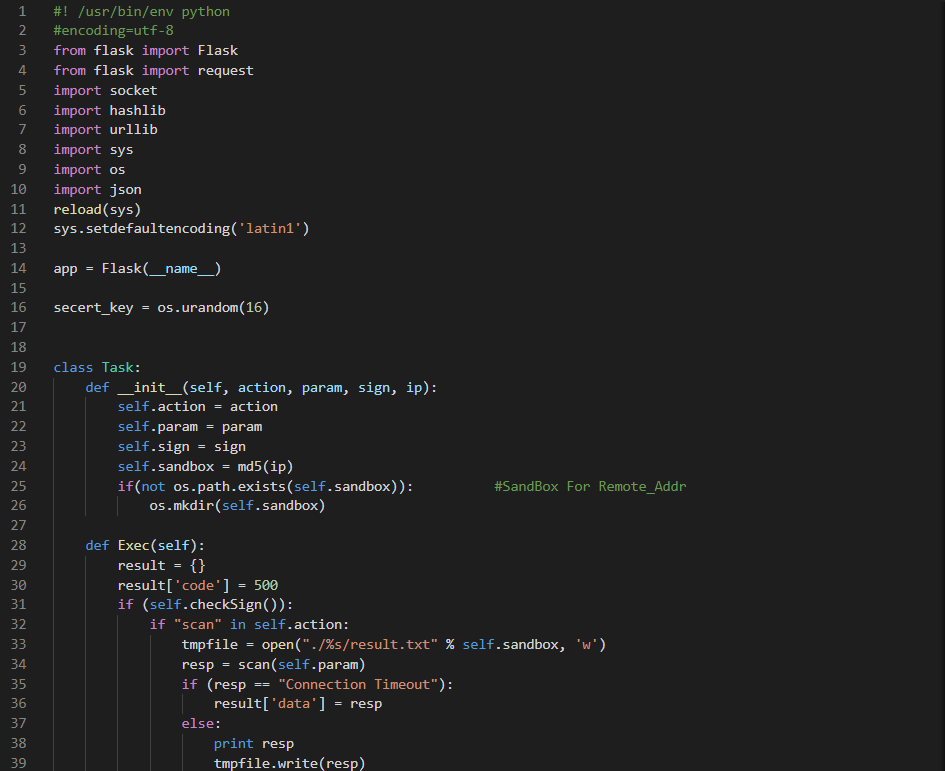 1 #! /usr/bin/env python
2 #encoding=utf-8
3 from flask import Flask
4 from flask import request
5 import socket
6 import hashlib
7 import urllib
8 import sys
9 import os
10 import json
11 reload(sys)
12 sys.setdefaultencoding('latin1')
13
14 app = Flask(__name__)
15
16 secert_key = os.urandom(16)
17
18
19 class Task:
20     def __init__(self, action, param, sign, ip):
21         self.action = action
22         self.param = param
23         self.sign = sign
24         self.sandbox = md5(ip)
25         if(not os.path.exists(self.sandbox)):          #SandBox For Remote_Addr
26             os.mkdir(self.sandbox)
27
28     def Exec(self):
29         result = {}
30         result['code'] = 500
31         if (self.checkSign()):
32             if "scan" in self.action:
33                 tmpfile = open("./%s/result.txt" % self.sandbox, 'w')
34                 resp = scan(self.param)
35                 if (resp == "Connection Timeout"):
36                     result['data'] = resp
37                 else:
38                     print resp
39                     tmpfile.write(resp)